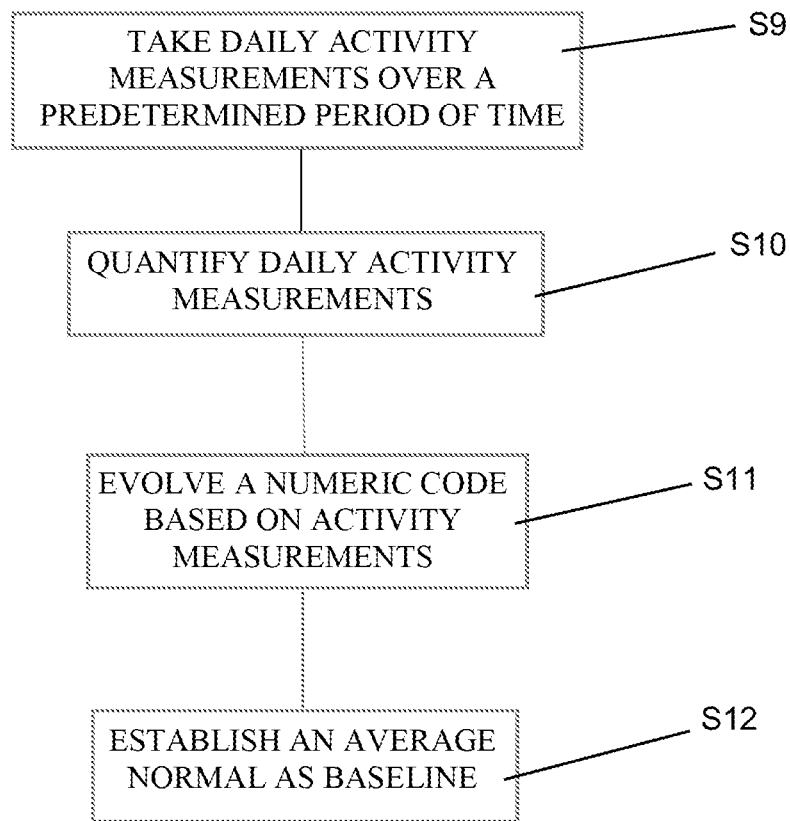 TAKE DAILY ACTIVITY
MEASUREMENTS OVER A
PREDETERMINED PERIOD OF TIME
S9
QUANTIFY DAILY ACTIVITY
MEASUREMENTS
S10
EVOLVE A NUMERIC CODE
BASED ON ACTIVITY
MEASUREMENTS
S11
ESTABLISH AN AVERAGE
NORMAL AS BASELINE
S12